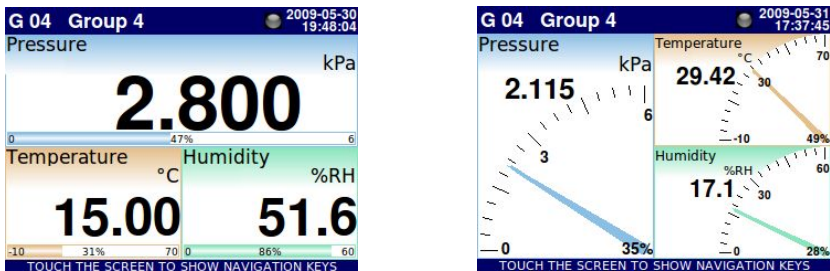 G 04 Group 4
2009-05-30
19:48:04
Pressure
kPa
2.800
0 47% 6
Temperature
°C
15.00
-10 31% 70
Humidity
%RH
51.6
0 86% 60
TOUCH THE SCREEN TO SHOW NAVIGATION KEYS
G 04 Group 4
2009-05-31
17:37:45
Pressure
kPa
2.115
6
3
0 35%
Temperature
°C
70
29.42
30
-10 49%
Humidity
%RH
60
17.1
30
0 28%
TOUCH THE SCREEN TO SHOW NAVIGATION KEYS